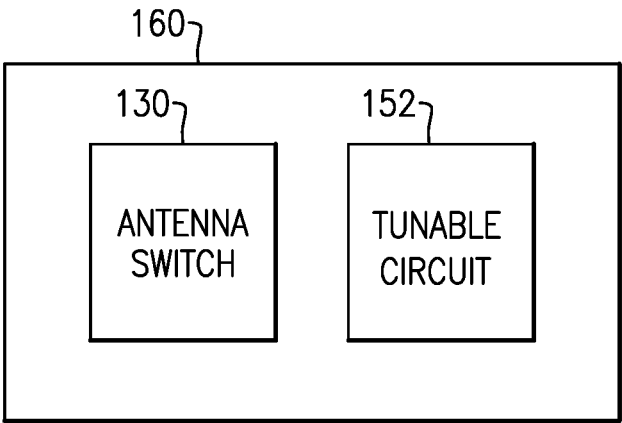 160
130
152
ANTENNA
SWITCH
TUNABLE
CIRCUIT